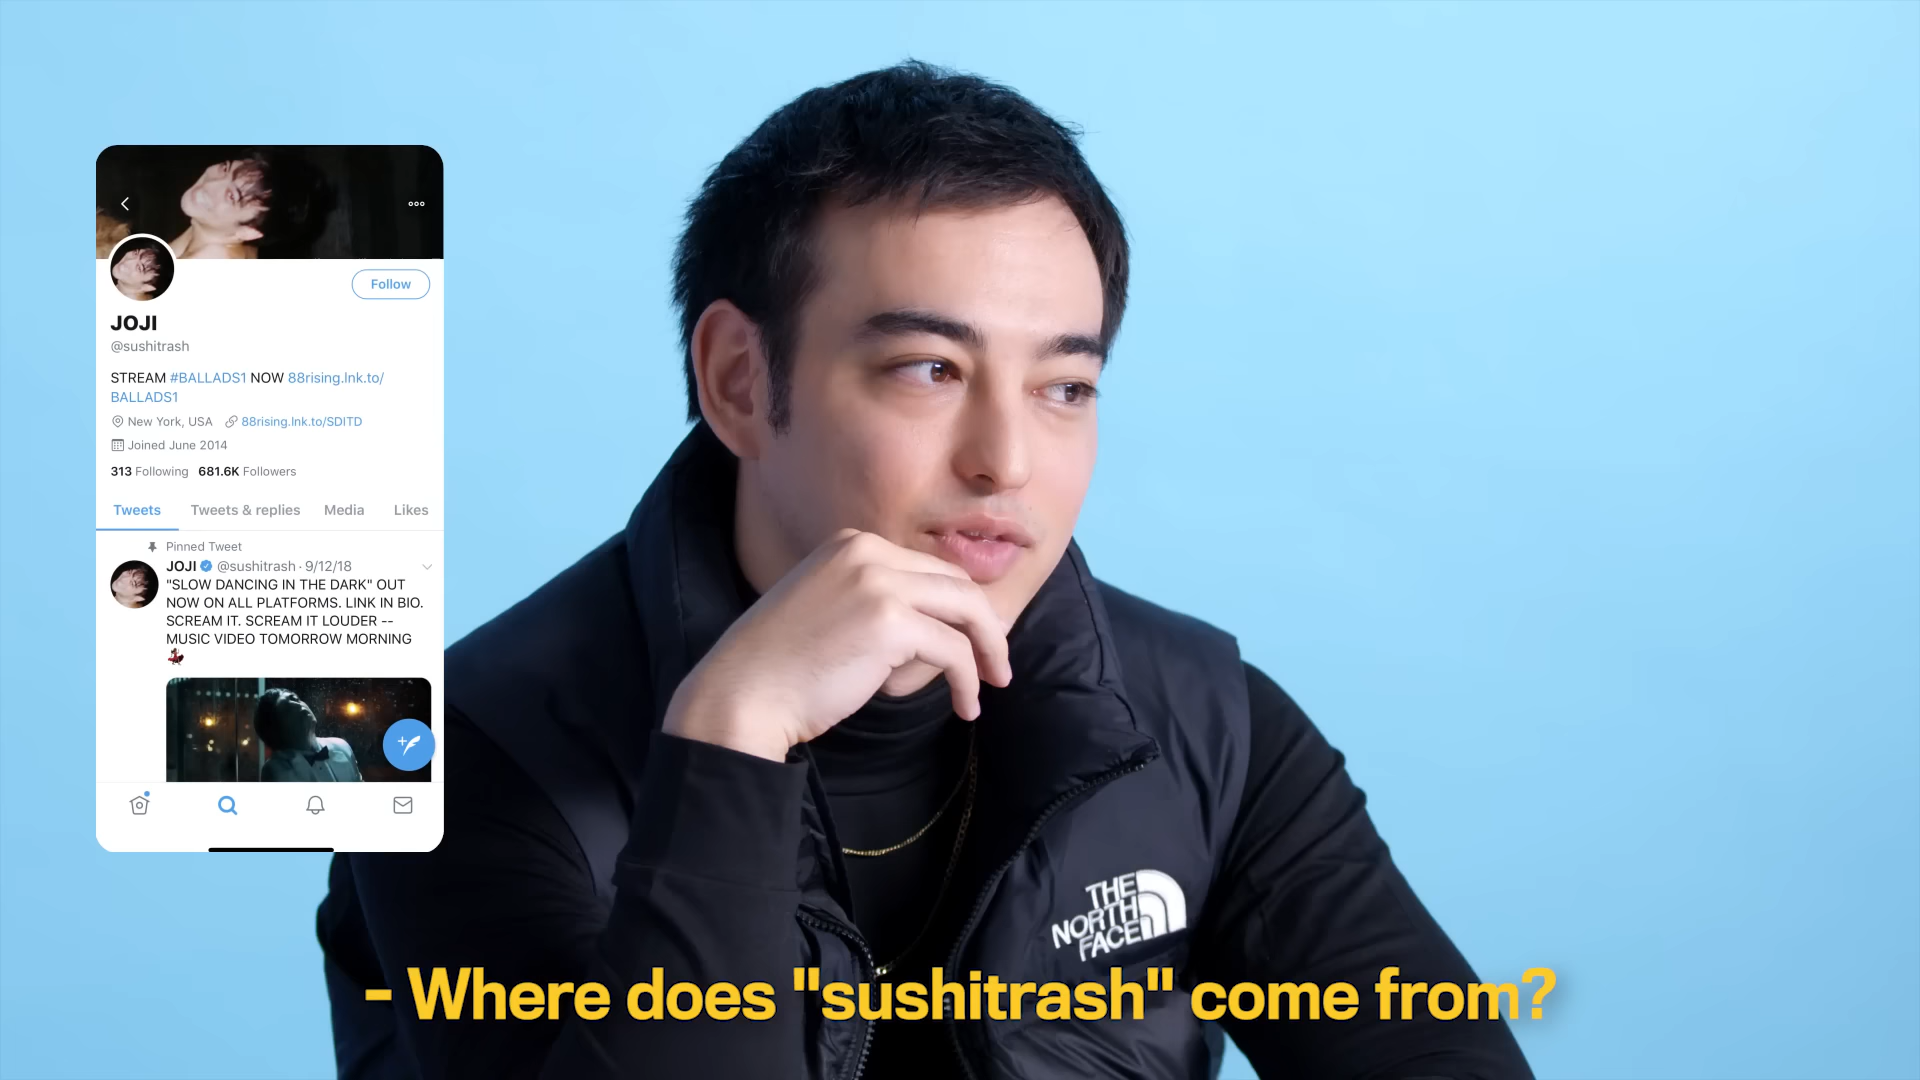 JOJI
@sushitrash
Follow
STREAM #BALLADS1 NOW 88rising.lnk.to/
BALLADS1
New York, USA 88rising.lnk.to/SDITD
Joined June 2014
313 Following 681.6K Followers
Tweets Tweets & replies Media Likes
Pinned Tweet
JOJI @sushitrash · 9/12/18
"SLOW DANCING IN THE DARK" OUT
NOW ON ALL PLATFORMS. LINK IN BIO.
SCREAM IT. SCREAM IT LOUDER --
MUSIC VIDEO TOMORROW MORNING
💃
THE
NORTH
FACE
- Where does "sushitrash" come from?